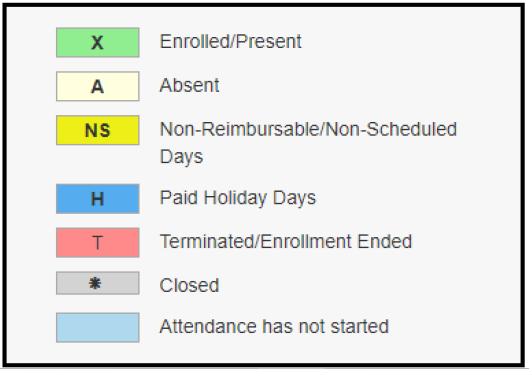 X Enrolled/Present
A Absent
NS Non-Reimbursable/Non-Scheduled
Days
H Paid Holiday Days
T Terminated/Enrollment Ended
* Closed
Attendance has not started